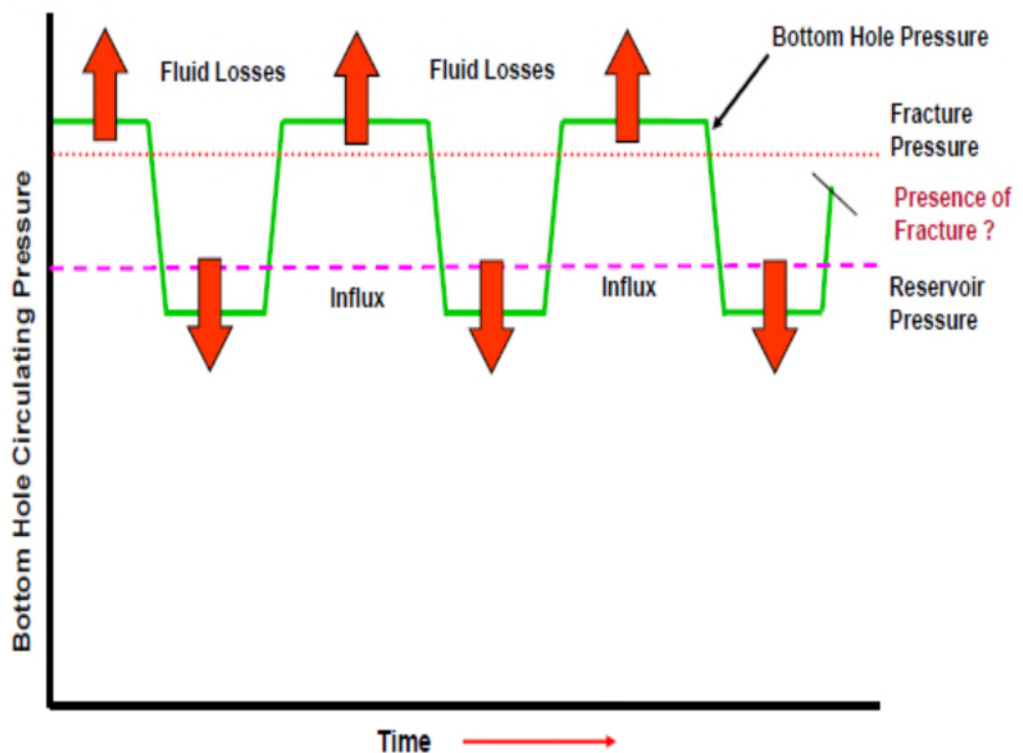 Bottom Hole Pressure
Fluid Losses
Fluid Losses
Fracture
Pressure
Presence of
Fracture ?
Influx
Influx
Reservoir
Pressure
Bottom Hole Circulating Pressure
Time